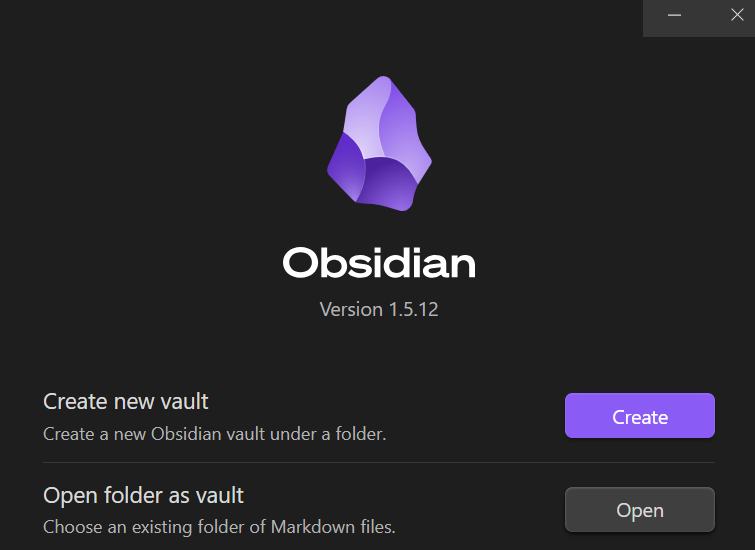 Obsidian
Version 1.5.12
Create new vault
Create a new Obsidian vault under a folder.
Create
Open folder as vault
Choose an existing folder of Markdown files.
Open